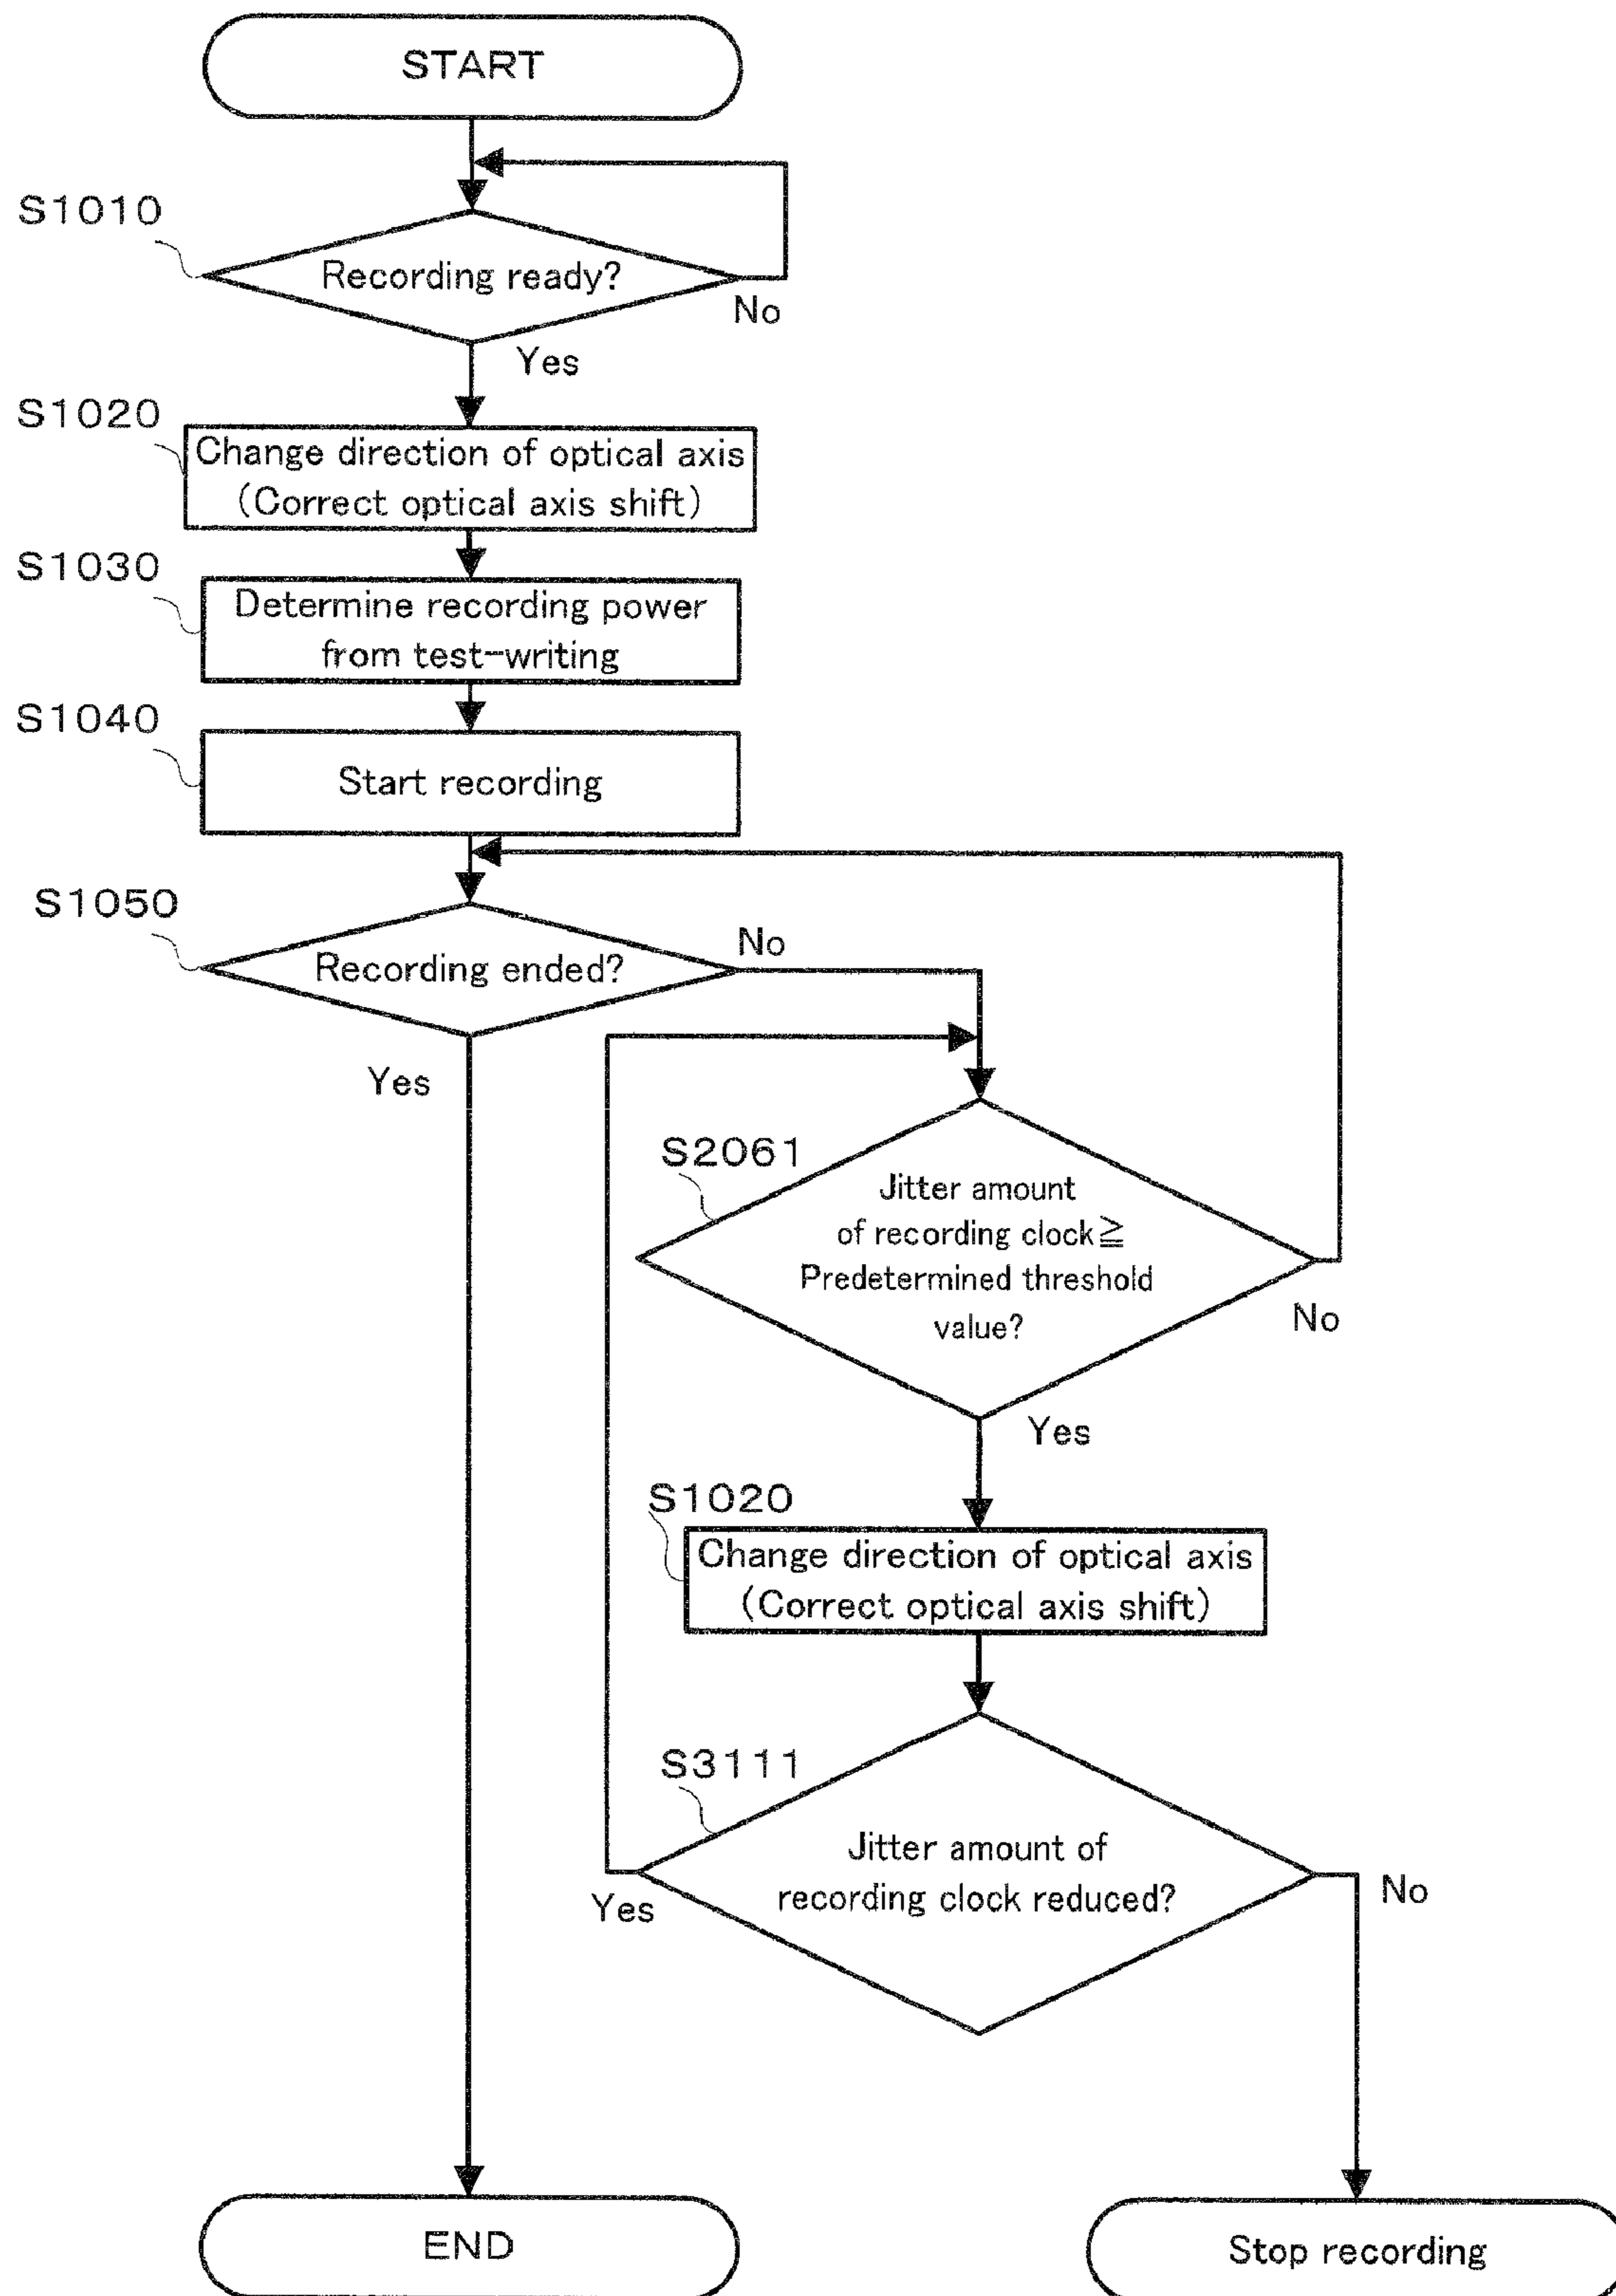 START
S1010
Recording ready?
No
Yes
S1020
Change direction of optical axis
(Correct optical axis shift)
S1030
Determine recording power
from test-writing
S1040
Start recording
S1050
Recording ended?
No
Yes
S2061
Jitter amount
of recording clock≧
Predetermined threshold
value?
No
Yes
S1020
Change direction of optical axis
(Correct optical axis shift)
S3111
Jitter amount of
recording clock reduced?
Yes
No
END
Stop recording